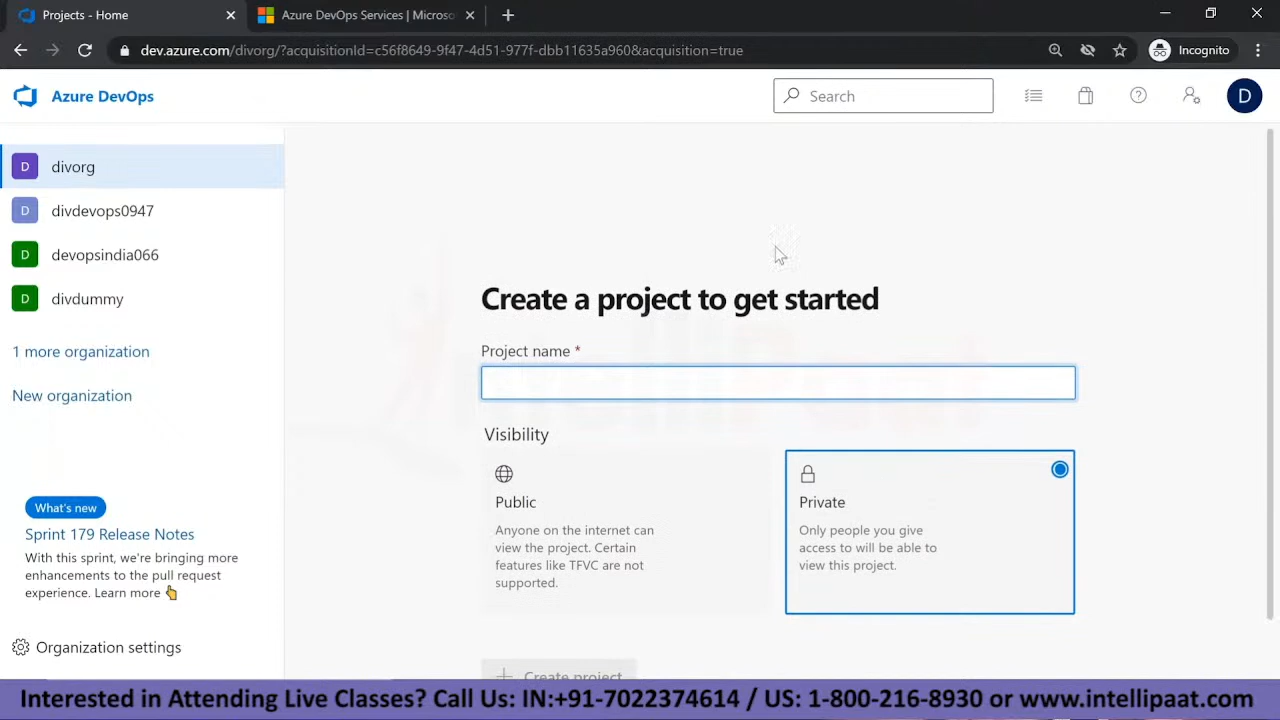 Projects - Home
Azure DevOps Services | Microso
dev.azure.com/divorg/?acquisitionId=c56f8649-9f47-4d51-977f-dbb11635a960&acquisition=true
Incognito
Azure DevOps
Search
D
D divorg
D divdevops0947
D devopsindia066
D divdummy
1 more organization
New organization
What's new
Sprint 179 Release Notes
With this sprint, we're bringing more
enhancements to the pull request
experience. Learn more 👆
Organization settings
Create a project to get started
Project name *
Visibility
Public
Anyone on the internet can
view the project. Certain
features like TFVC are not
supported.
Private
Only people you give
access to will be able to
view this project.
+ Create project
Interested in Attending Live Classes? Call Us: IN:+91-7022374614 / US: 1-800-216-8930 or www.intellipaat.com